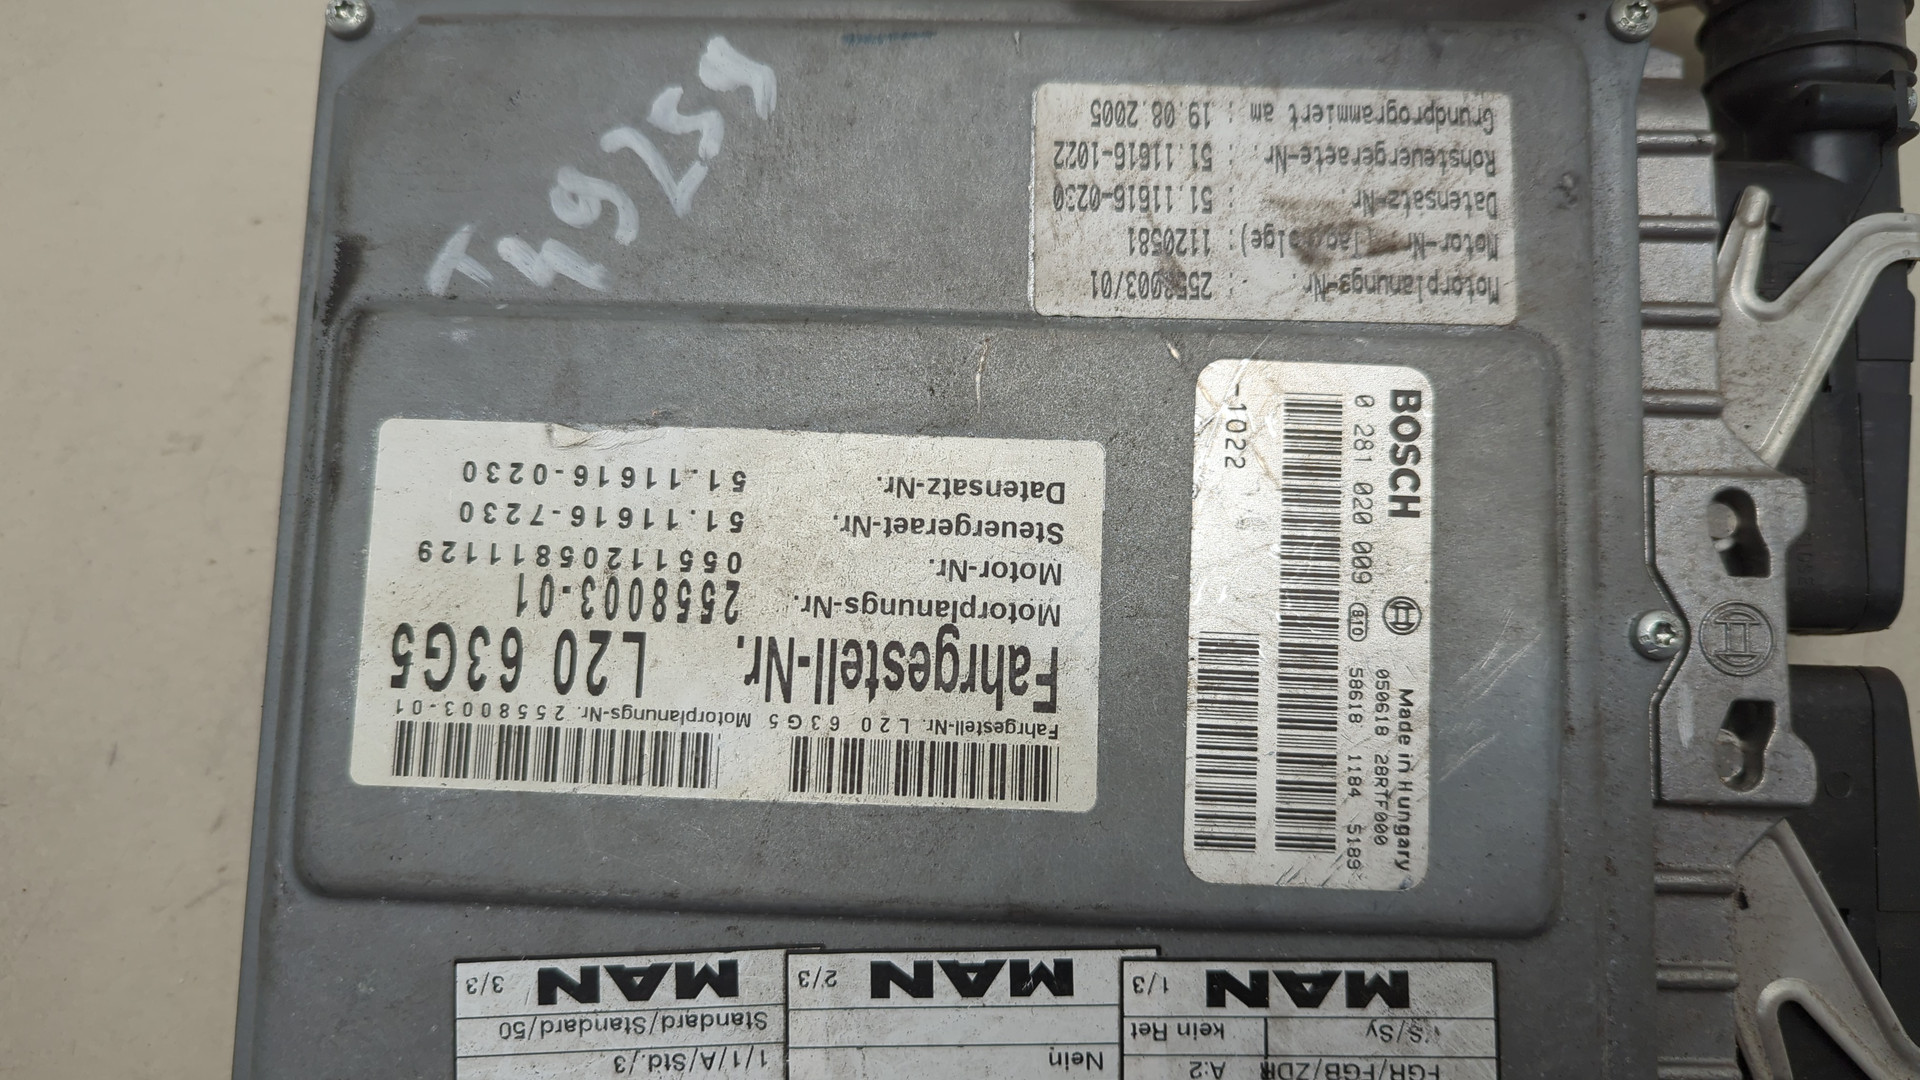 MAN 1/3
S/Sy kein Ret
FGR/FGB/ZDR A:2
MAN 2/3
Nein
MAN 3/3
Standard/Standard/50
1/1/A/Std./3
Fahrgestell-Nr. L20 63G5 Motorplanungs-Nr. 2558003-01
Fahrgestell-Nr. L20 63G5
Motorplanungs-Nr. 2558003-01
Motor-Nr. 05511205811129
Steuergeraet-Nr. 51.11616-7230
Datensatz-Nr. 51.11616-0230
BOSCH Made in Hungary
050618 28RTF000
0 281 020 009 810 58618 1184 5189
-1022
Motorplanungs-Nr. : 2558003/01
Motor-Nr. : 1120581
Datensatz-Nr. : 51.11616-0230
Rohsteuergeraete-Nr. : 51.11616-1022
Grundprogrammiert am : 19.08.2005